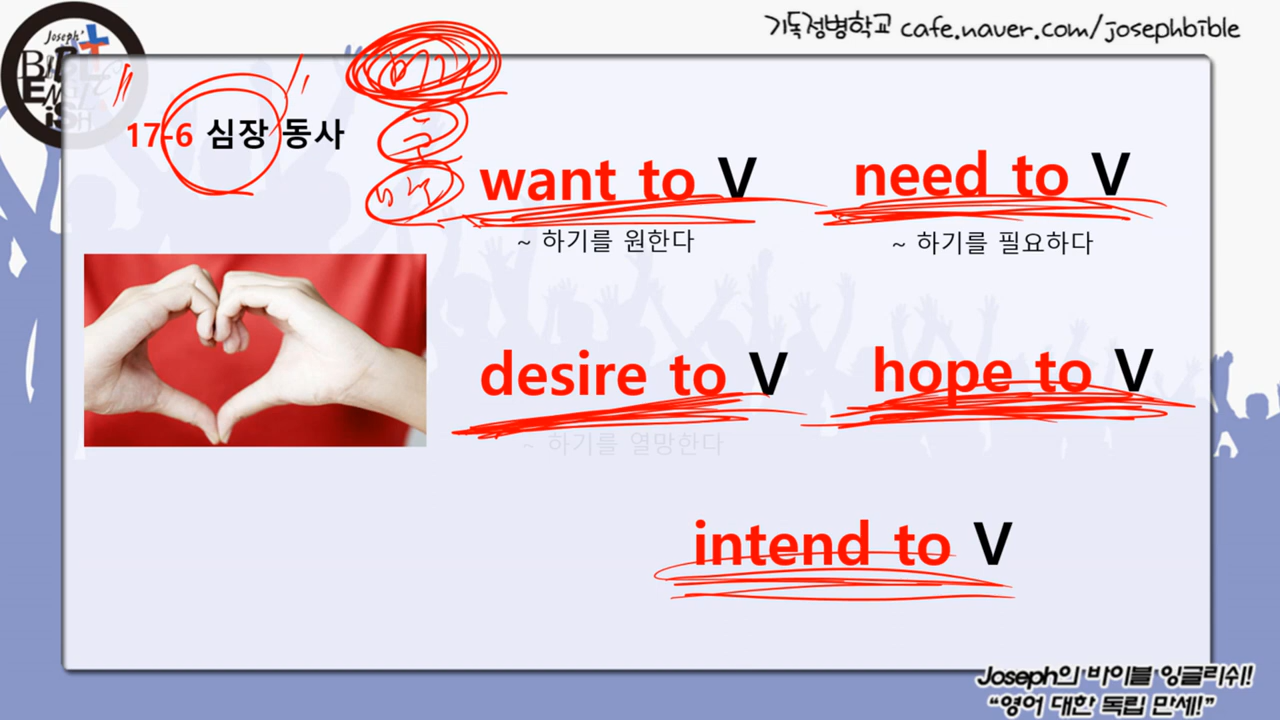 기독정병학교 cafe.naver.com/josephbible
Joseph'
17-6 심장 동사
want to V
need to V
~ 하기를 원한다
~ 하기를 필요하다
desire to V
hope to V
~ 하기를 열망한다
intend to V
Joseph의 바이블 잉글리쉬!
“영어 대한 독립 만세!”